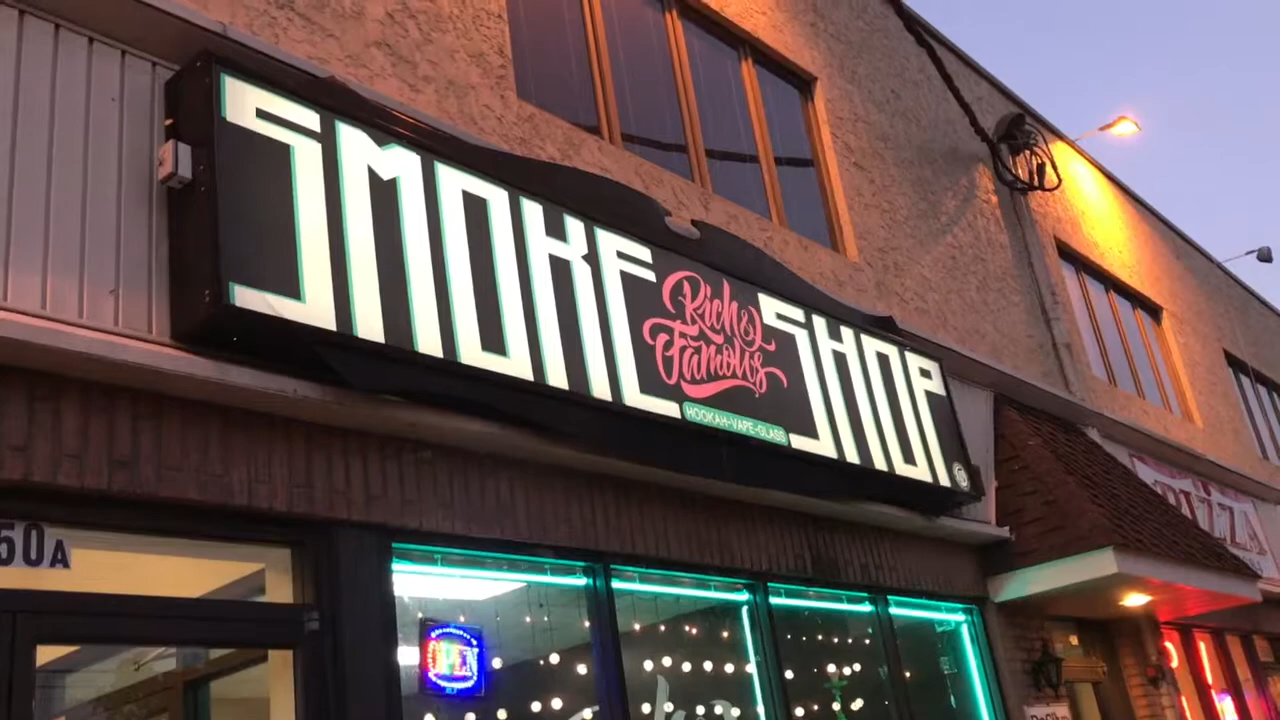 SMOKE SHOP
Rich &
Famous
HOOKAH-VAPE-GLASS
50A
OPEN
PIZZA